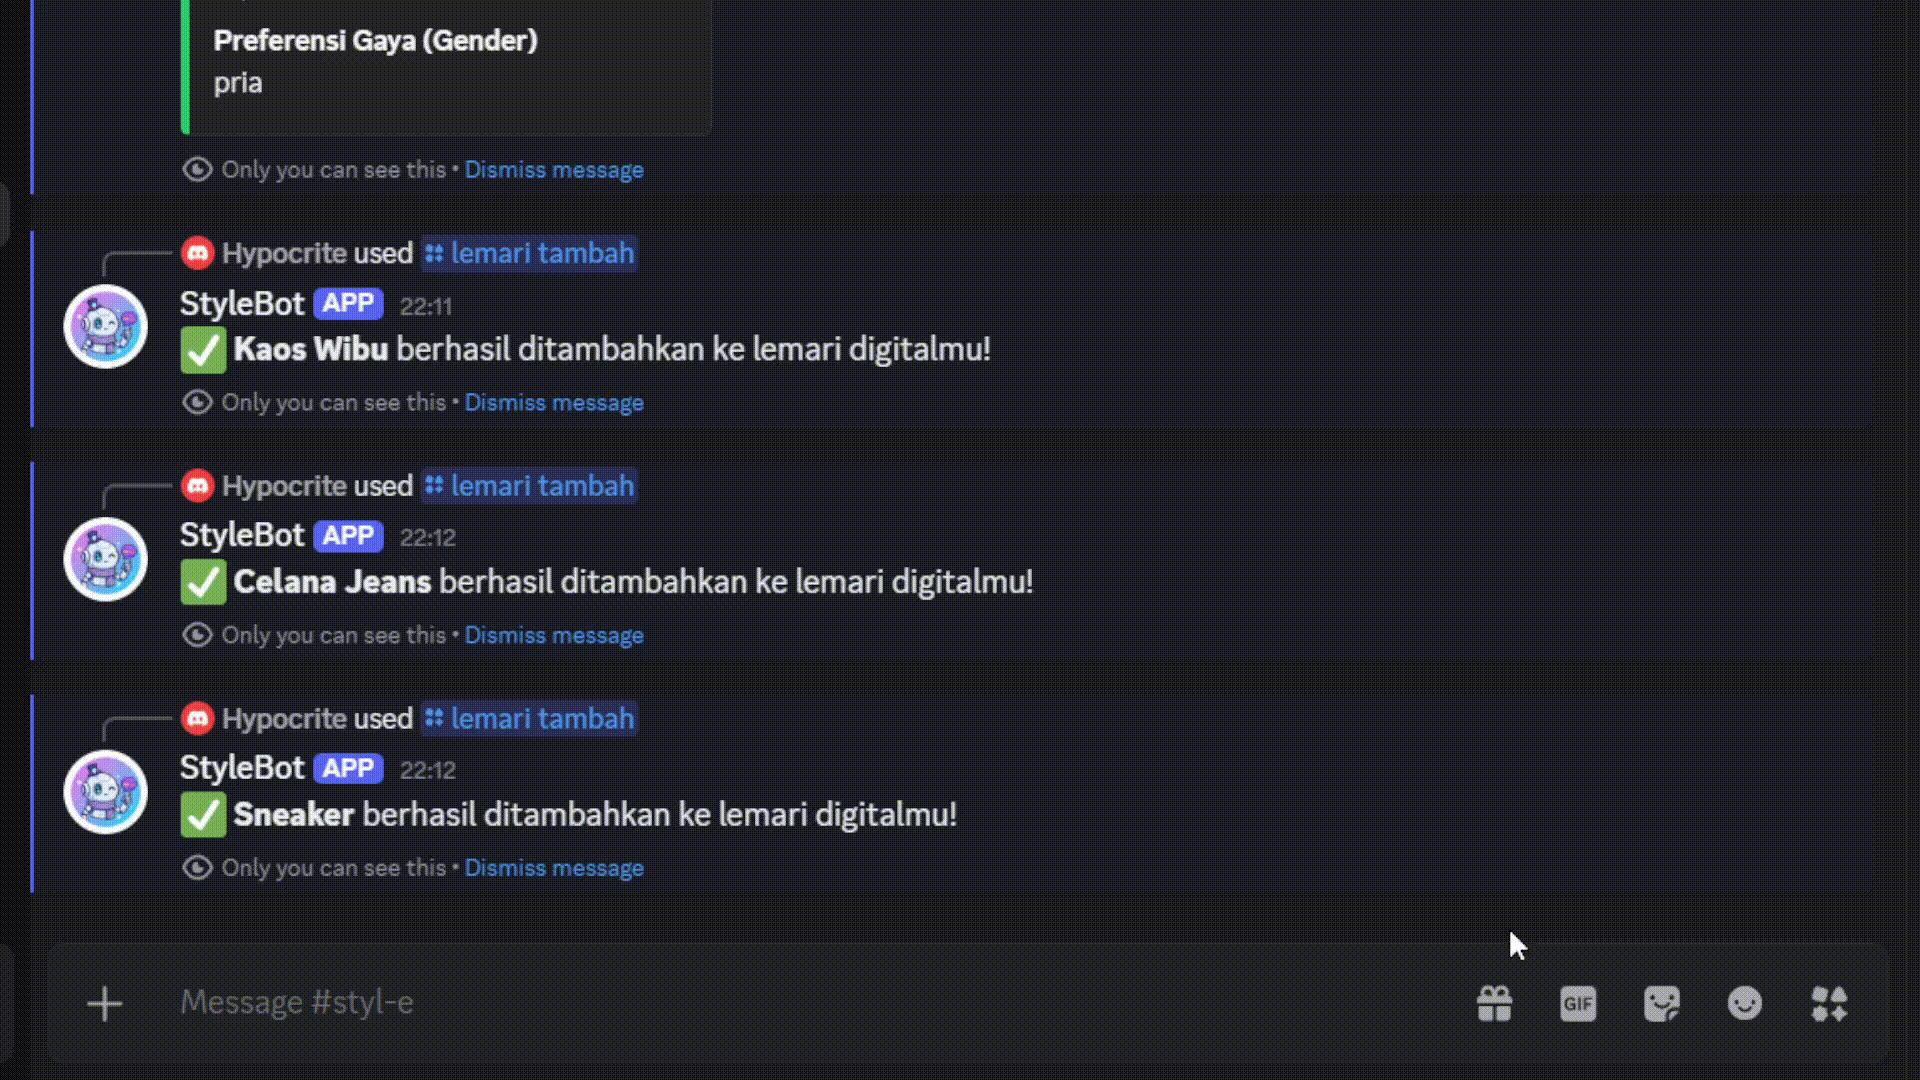 Preferensi Gaya (Gender)
pria
Only you can see this • Dismiss message
Hypocrite used lemari tambah
StyleBot APP 22:11
✅ Kaos Wibu berhasil ditambahkan ke lemari digitalmu!
Only you can see this • Dismiss message
Hypocrite used lemari tambah
StyleBot APP 22:12
✅ Celana Jeans berhasil ditambahkan ke lemari digitalmu!
Only you can see this • Dismiss message
Hypocrite used lemari tambah
StyleBot APP 22:12
✅ Sneaker berhasil ditambahkan ke lemari digitalmu!
Only you can see this • Dismiss message
Message #styl-e
GIF